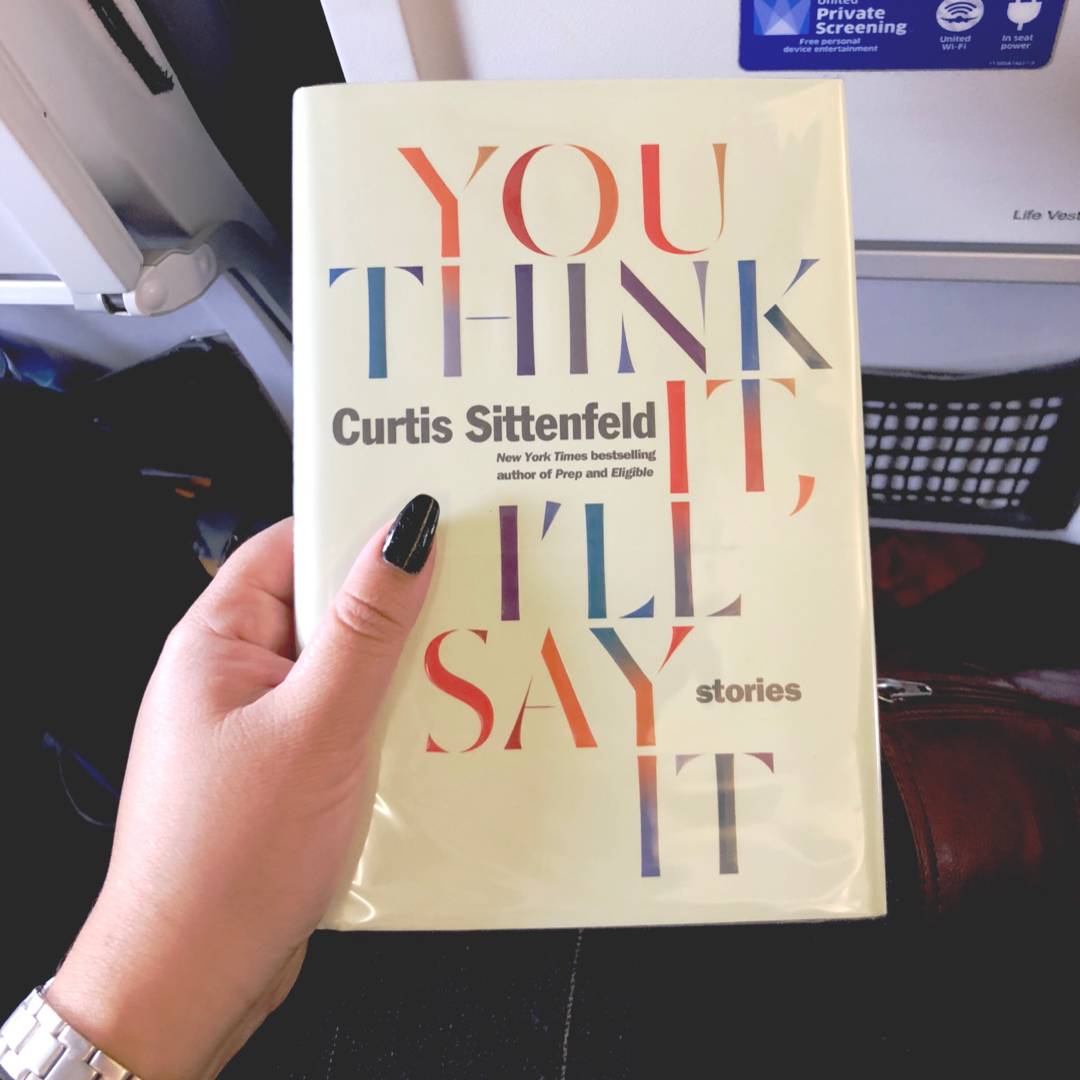 United
Private
Screening
Free personal
device entertainment
United
Wi-Fi
In seat
power
Life Vest
YOU
THINK
IT,
Curtis Sittenfeld
New York Times bestselling
author of Prep and Eligible
I'LL
SAY
stories
IT